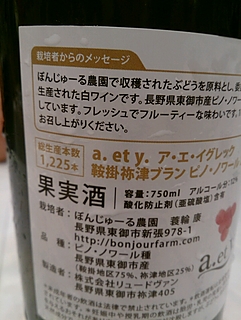 栽培者からのメッセージ
ぼんじゅーる農園で収穫されたぶどうを原料とし、委
生産された白ワインです。長野県東御市産ピノ・ノワ
しています。フレッシュでフルーティーな味わいです。
お召し上がりください。
総生産本数
1,225本
a. et y. ア・エ・イグレック
鞍掛祢津ブラン ピノ・ノワール
果実酒
容量:750ml アルコール分:12%
酸化防止剤(亜硫酸塩)含有
栽培者:ぼんじゅーる農園 蓑輪 康
長野県東御市新張978-1
http://bonjourfarm.com
品種:ピノ・ノワール種
(鞍掛地区75%、祢津地区25%)
製造者:株式会社リュードヴァン
長野県東御市祢津405
a.et